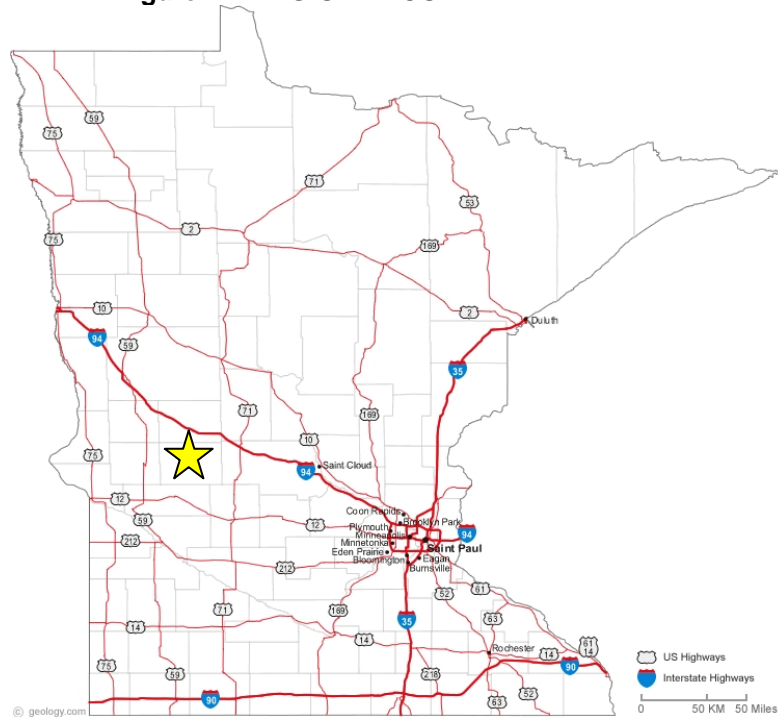 59
75
71
53
2
169
75
10
2
94
59
Duluth
35
71
169
10
75
94
Saint Cloud
12
Coon Rapids
59
12
Brooklyn Park
Plymouth
94
212
Minneapolis
Minnetonka
Saint Paul
Eden Prairie
Eagan
Bloomington
212
Burnsville
61
52
71
169
35
63
14
14
61
14
Rochester
14
US Highways
75
90
59
218
Interstate Highways
90
52
63
0 50 KM 50 Miles
© geology.com